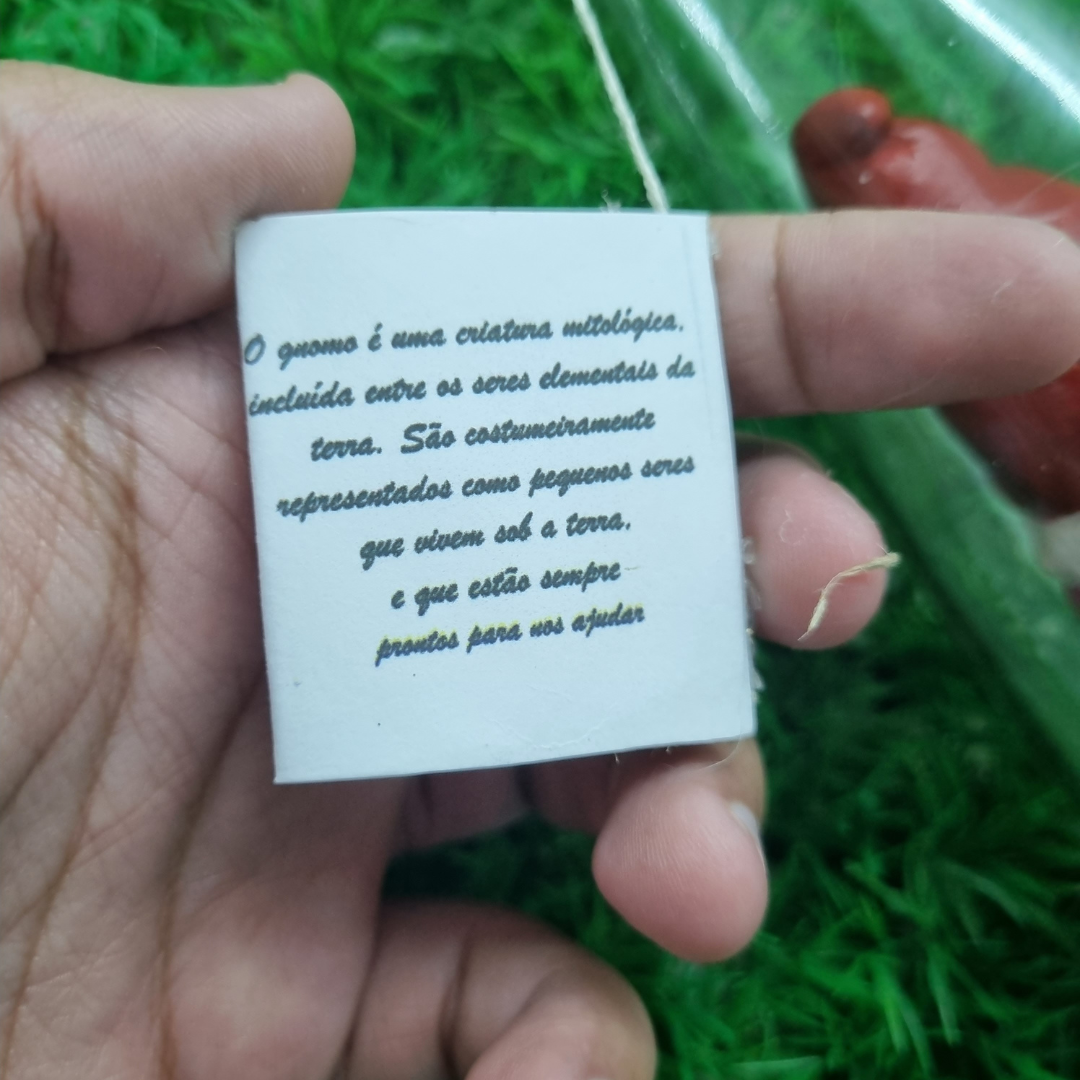 O gnomo é uma criatura mitológica,
incluída entre os seres elementais da
terra. São costumeiramente
representados como pequenos seres
que vivem sob a terra,
e que estão sempre
prontos para nos ajudar